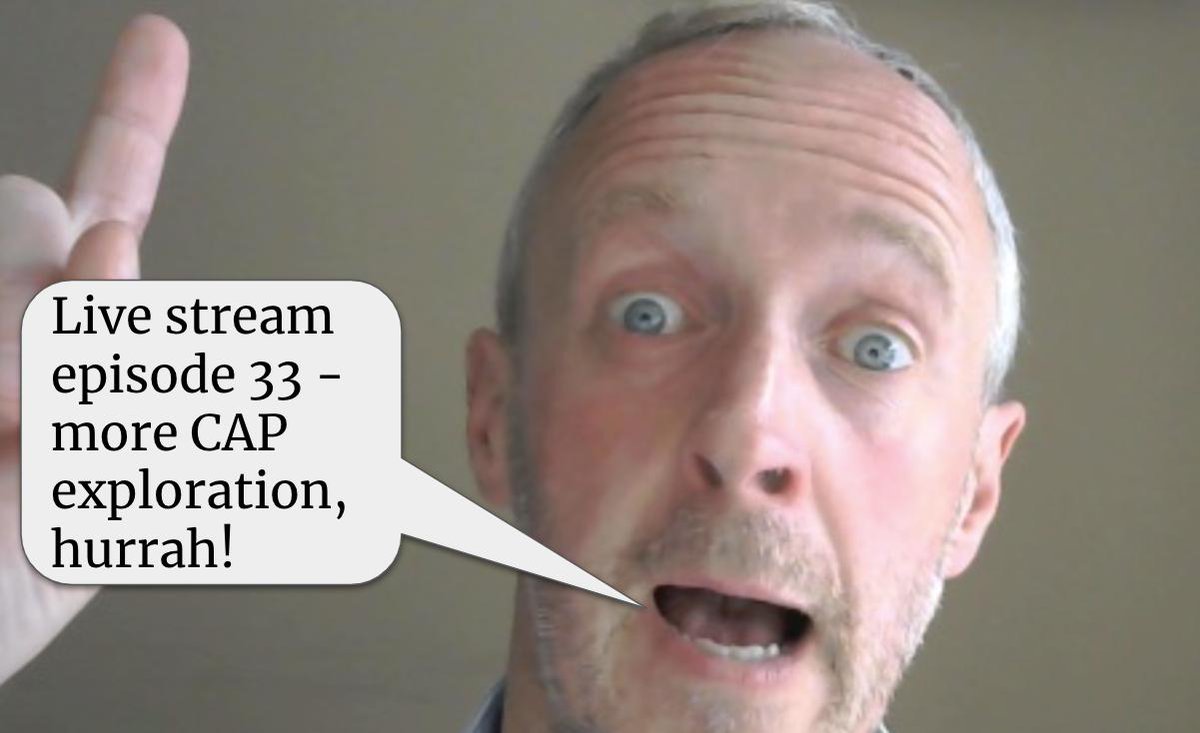 Live stream
episode 33 -
more CAP
exploration,
hurrah!